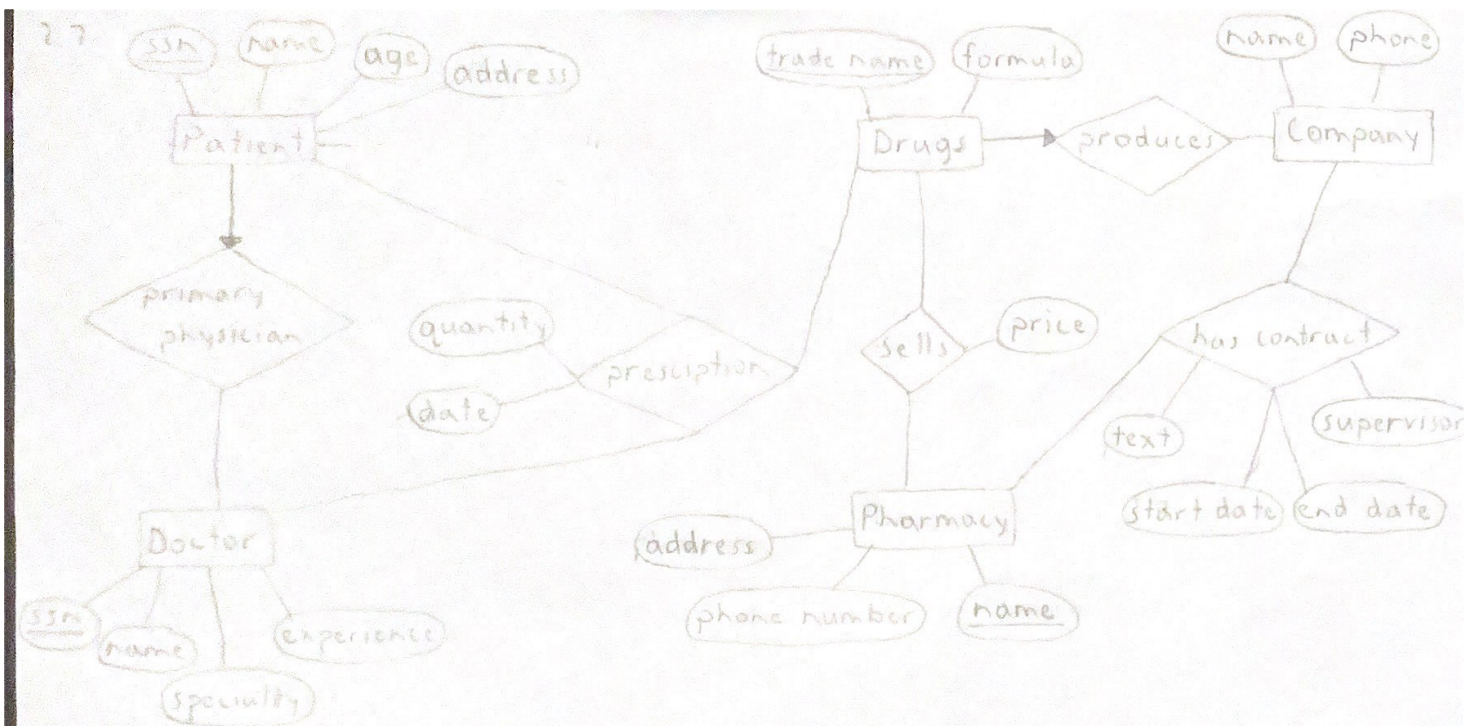 2 7
ssn
name
age
address
Patient
primary
physician
Doctor
ssn
name
specialty
experience
quantity
date
presciption
trade name
formula
Drugs
produces
name
phone
Company
sells
price
has contract
text
start date
end date
supervisor
Pharmacy
address
phone number
name